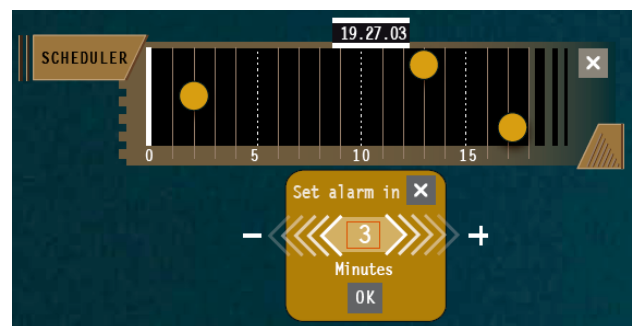 19.27.03
SCHEDULER
×
0 5 10 15
Set alarm in ×
- 3 +
Minutes
OK